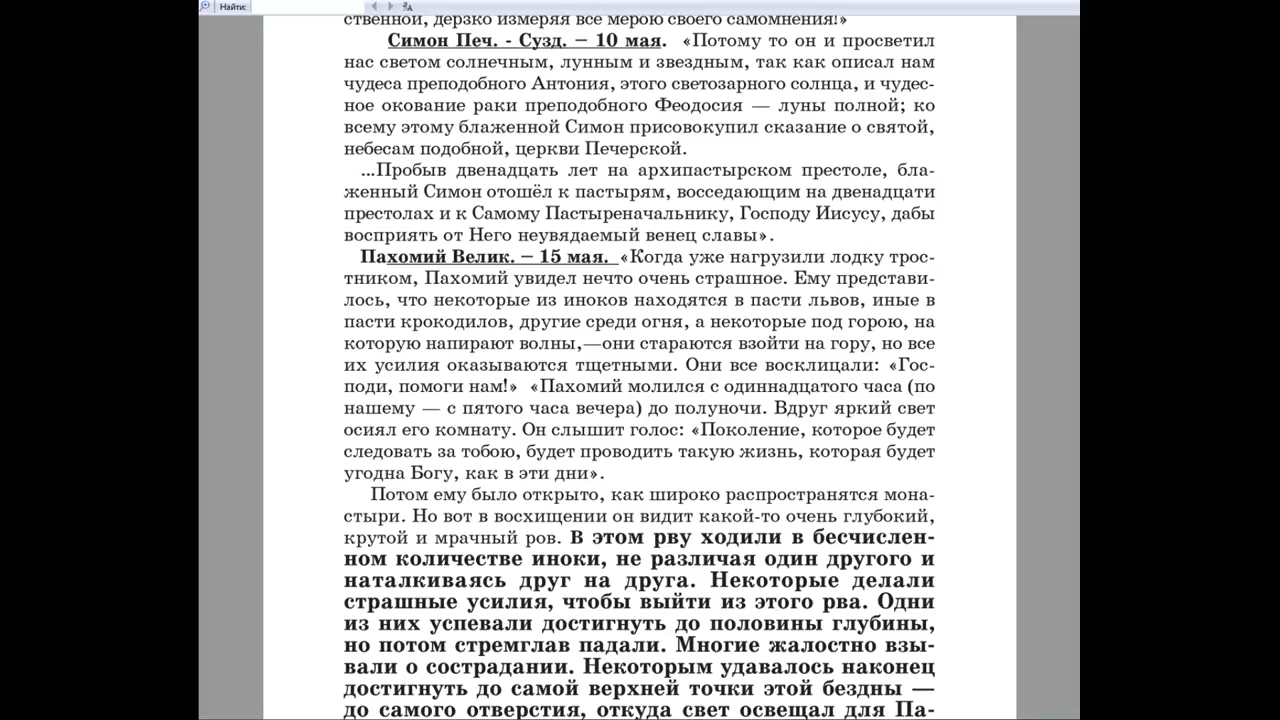 Найти:
ственной, дерзко измеряя все мерою своего самомнения!»
Симон Печ. - Сузд. – 10 мая. «Потому то он и просветил
нас светом солнечным, лунным и звездным, так как описал нам
чудеса преподобного Антония, этого светозарного солнца, и чудес-
ное окование раки преподобного Феодосия — луны полной; ко
всему этому блаженной Симон присовокупил сказание о святой,
небесам подобной, церкви Печерской.
...Пробыв двенадцать лет на архипастырском престоле, бла-
женный Симон отошёл к пастырям, восседающим на двенадцати
престолах и к Самому Пастыреначальнику, Господу Иисусу, дабы
восприять от Него неувядаемый венец славы».
Пахомий Велик. – 15 мая. «Когда уже нагрузили лодку трос-
тником, Пахомий увидел нечто очень страшное. Ему представи-
лось, что некоторые из иноков находятся в пасти львов, иные в
пасти крокодилов, другие среди огня, а некоторые под горою, на
которую напирают волны,—они стараются взойти на гору, но все
их усилия оказываются тщетными. Они все восклицали: «Гос-
поди, помоги нам!» «Пахомий молился с одиннадцатого часа (по
нашему — с пятого часа вечера) до полуночи. Вдруг яркий свет
осиял его комнату. Он слышит голос: «Поколение, которое будет
следовать за тобою, будет проводить такую жизнь, которая будет
угодна Богу, как в эти дни».
Потом ему было открыто, как широко распространятся мона-
стыри. Но вот в восхищении он видит какой-то очень глубокий,
крутой и мрачный ров. В этом рву ходили в бесчислен-
ном количестве иноки, не различая один другого и
наталкиваясь друг на друга. Некоторые делали
страшные усилия, чтобы выйти из этого рва. Одни
из них успевали достигнуть до половины глубины,
но потом стремглав падали. Многие жалостно взы-
вали о сострадании. Некоторым удавалось наконец
достигнуть до самой верхней точки этой бездны —
до самого отверстия, откуда свет освещал для Па-